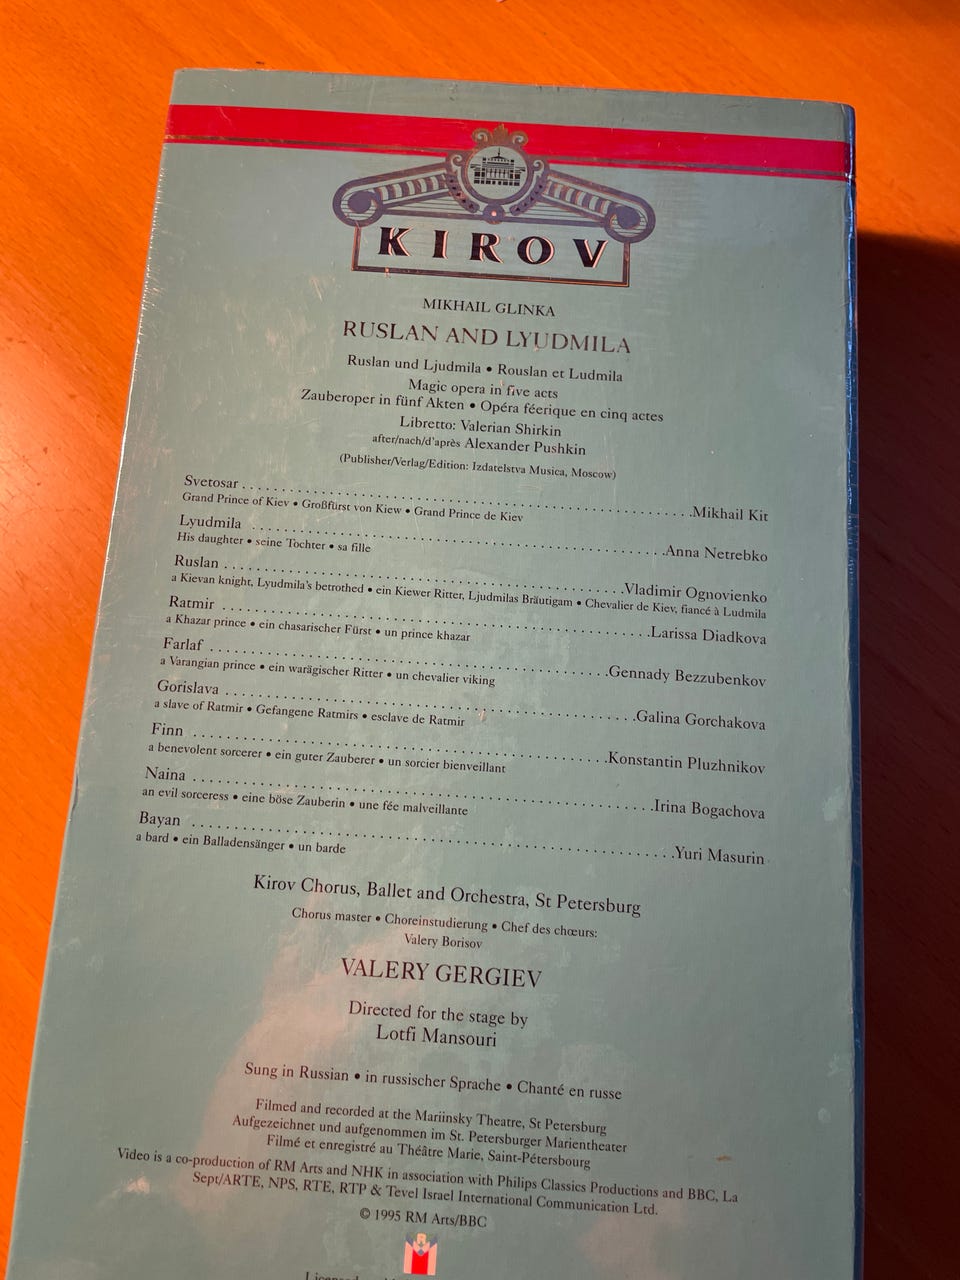 KIROV
MIKHAIL GLINKA
RUSLAN AND LYUDMILA
Ruslan und Ljudmila • Rouslan et Ludmila
Magic opera in five acts
Zauberoper in fünf Akten • Opéra féerique en cinq actes
Libretto: Valerian Shirkin
after/nach/d'après Alexander Pushkin
(Publisher/Verlag/Edition: Izdatelstva Musica, Moscow)
Svetosar . . . . . . . . . . . . . . . . . . . . Mikhail Kit
Grand Prince of Kiev • Großfürst von Kiew • Grand Prince de Kiev
Lyudmila . . . . . . . . . . . . . . . . . . . . Anna Netrebko
His daughter • seine Tochter • sa fille
Ruslan . . . . . . . . . . . . . . . . . . . . Vladimir Ognovienko
a Kievan knight, Lyudmila's betrothed • ein Kiewer Ritter, Ljudmilas Bräutigam • Chevalier de Kiev, fiancé à Ludmila
Ratmir . . . . . . . . . . . . . . . . . . . . Larissa Diadkova
a Khazar prince • ein chasarischer Fürst • un prince khazar
Farlaf . . . . . . . . . . . . . . . . . . . . Gennady Bezzubenkov
a Varangian prince • ein warägischer Ritter • un chevalier viking
Gorislava . . . . . . . . . . . . . . . . . . . . Galina Gorchakova
a slave of Ratmir • Gefangene Ratmirs • esclave de Ratmir
Finn . . . . . . . . . . . . . . . . . . . . Konstantin Pluzhnikov
a benevolent sorcerer • ein guter Zauberer • un sorcier bienveillant
Naina . . . . . . . . . . . . . . . . . . . . Irina Bogachova
an evil sorceress • eine böse Zauberin • une fée malveillante
Bayan . . . . . . . . . . . . . . . . . . . . Yuri Masurin
a bard • ein Balladensänger • un barde
Kirov Chorus, Ballet and Orchestra, St Petersburg
Chorus master • Choreinstudierung • Chef des chœurs:
Valery Borisov
VALERY GERGIEV
Directed for the stage by
Lotfi Mansouri
Sung in Russian • in russischer Sprache • Chanté en russe
Filmed and recorded at the Mariinsky Theatre, St Petersburg
Aufgezeichnet und aufgenommen im St. Petersburger Marientheater
Filmé et enregistré au Théâtre Marie, Saint-Pétersbourg
Video is a co-production of RM Arts and NHK in association with Philips Classics Productions and BBC, La
Sept/ARTE, NPS, RTE, RTP & Tevel Israel International Communication Ltd.
© 1995 RM Arts/BBC